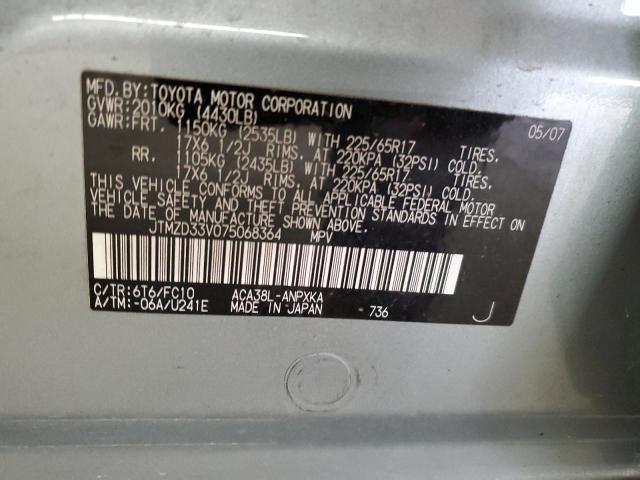 MFD. BY: TOYOTA MOTOR CORPORATION 05/07
GVWR: 2010KG (4430LB)
GAWR: FRT. 1150KG (2535LB) WITH 225/65R17 TIRES.
17X6 1/2J RIMS. AT 220KPA (32PSI) COLD.
RR. 1105KG (2435LB) WITH 225/65R17 TIRES.
17X6 1/2J RIMS. AT 220KPA (32PSI) COLD.
THIS VEHICLE CONFORMS TO ALL APPLICABLE FEDERAL MOTOR
VEHICLE SAFETY AND THEFT PREVENTION STANDARDS IN EFFECT ON
THE DATE OF MANUFACTURE SHOWN ABOVE.
JTMZD33V075068364 MPV
C/TR: 6T6/FC10 ACA38L-ANPXKA
A/TM: -06A/U241E MADE IN JAPAN 736 J